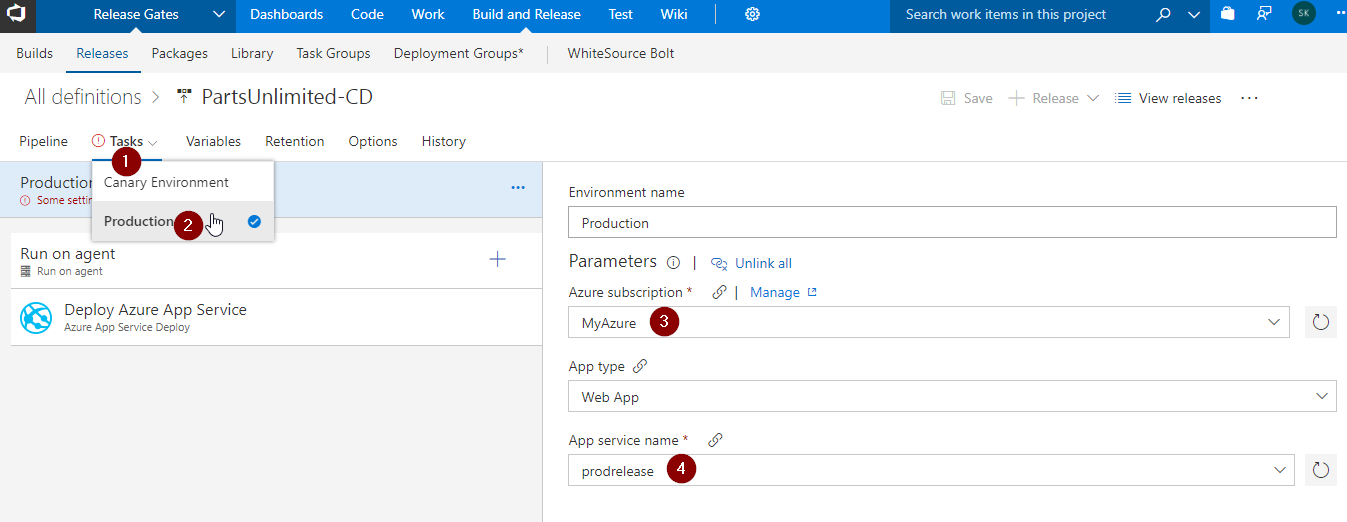 Release Gates Dashboards Code Work Build and Release Test Wiki Search work items in this project SK
Builds Releases Packages Library Task Groups Deployment Groups* WhiteSource Bolt
All definitions > PartsUnlimited-CD Save Release View releases ...
Pipeline Tasks Variables Retention Options History
1
Production
Some settin
...
Canary Environment
Production 2
Run on agent
Run on agent
Deploy Azure App Service
Azure App Service Deploy
Environment name
Production
Parameters | Unlink all
Azure subscription * | Manage
MyAzure 3
App type
Web App
App service name *
prodrelease 4